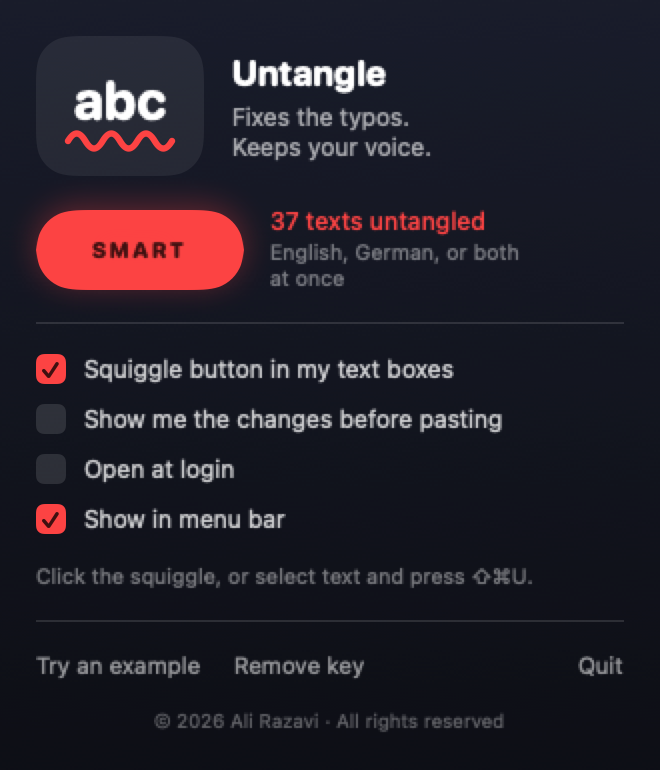 abc
Untangle
Fixes the typos.
Keeps your voice.
SMART
37 texts untangled
English, German, or both
at once
Squiggle button in my text boxes
Show me the changes before pasting
Open at login
Show in menu bar
Click the squiggle, or select text and press ⇧⌘U.
Try an example Remove key Quit
© 2026 Ali Razavi · All rights reserved